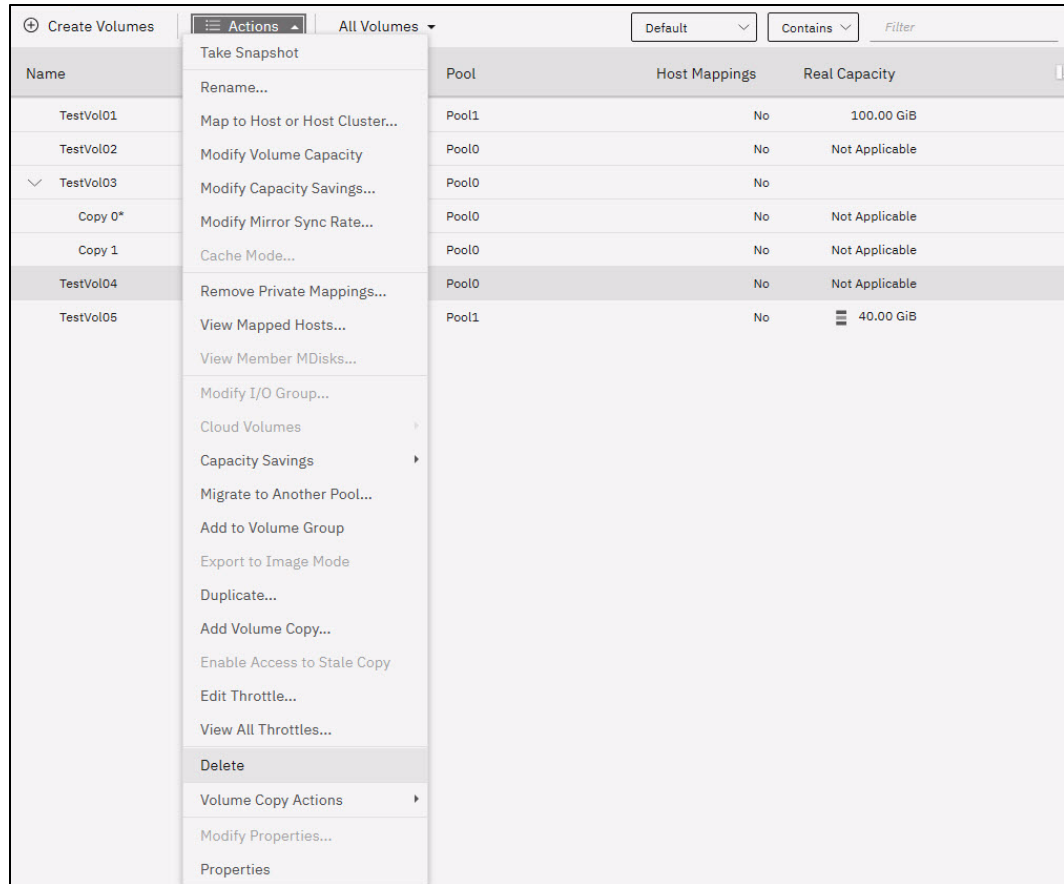 Create Volumes Actions All Volumes Default Contains Filter
Name Pool Host Mappings Real Capacity
TestVol01 Pool1 No 100.00 GiB
TestVol02 Pool0 No Not Applicable
TestVol03 Pool0 No
Copy 0* Pool0 No Not Applicable
Copy 1 Pool0 No Not Applicable
TestVol04 Pool0 No Not Applicable
TestVol05 Pool1 No 40.00 GiB
Take Snapshot
Rename...
Map to Host or Host Cluster...
Modify Volume Capacity
Modify Capacity Savings...
Modify Mirror Sync Rate...
Cache Mode...
Remove Private Mappings...
View Mapped Hosts...
View Member MDisks...
Modify I/O Group...
Cloud Volumes
Capacity Savings
Migrate to Another Pool...
Add to Volume Group
Export to Image Mode
Duplicate...
Add Volume Copy...
Enable Access to Stale Copy
Edit Throttle...
View All Throttles...
Delete
Volume Copy Actions
Modify Properties...
Properties